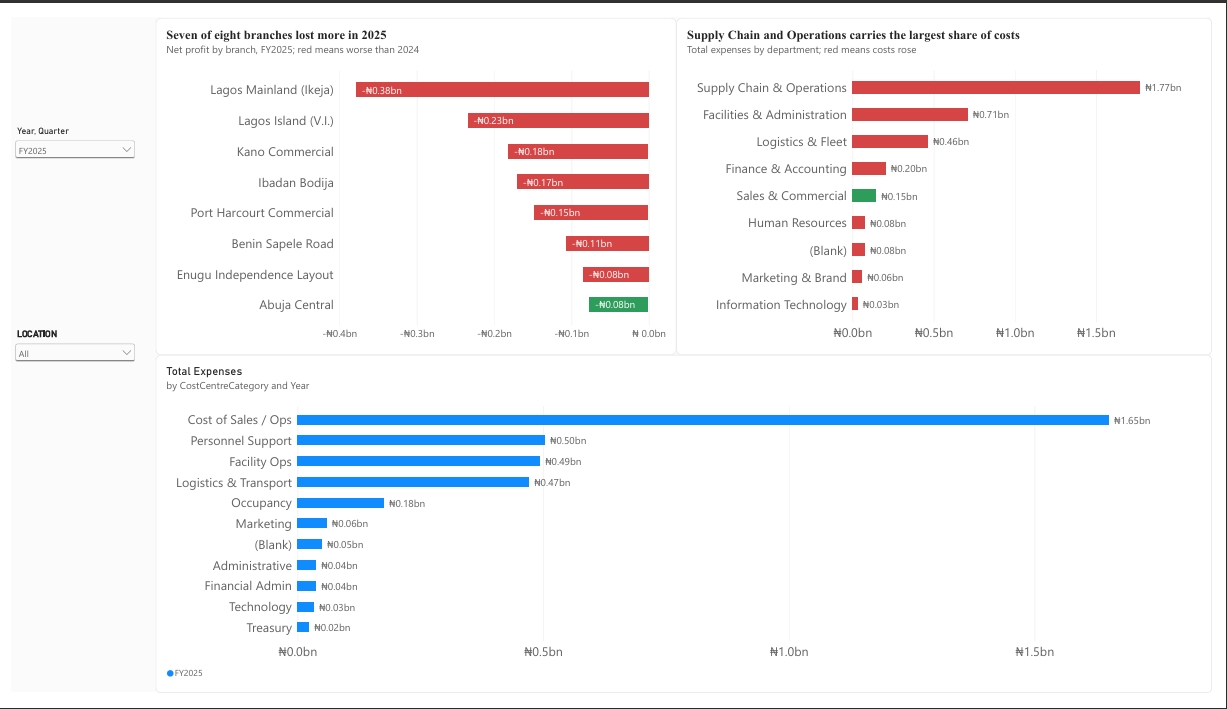 Seven of eight branches lost more in 2025
Net profit by branch, FY2025; red means worse than 2024
Lagos Mainland (Ikeja) -₦0.38bn
Lagos Island (V.I.) -₦0.23bn
Kano Commercial -₦0.18bn
Ibadan Bodija -₦0.17bn
Port Harcourt Commercial -₦0.15bn
Benin Sapele Road -₦0.11bn
Enugu Independence Layout -₦0.08bn
Abuja Central -₦0.08bn
-₦0.4bn -₦0.3bn -₦0.2bn -₦0.1bn ₦ 0.0bn
Supply Chain and Operations carries the largest share of costs
Total expenses by department; red means costs rose
Supply Chain & Operations ₦1.77bn
Facilities & Administration ₦0.71bn
Logistics & Fleet ₦0.46bn
Finance & Accounting ₦0.20bn
Sales & Commercial ₦0.15bn
Human Resources ₦0.08bn
(Blank) ₦0.08bn
Marketing & Brand ₦0.06bn
Information Technology ₦0.03bn
₦0.0bn ₦0.5bn ₦1.0bn ₦1.5bn
Year, Quarter
FY2025
LOCATION
All
Total Expenses
by CostCentreCategory and Year
Cost of Sales / Ops ₦1.65bn
Personnel Support ₦0.50bn
Facility Ops ₦0.49bn
Logistics & Transport ₦0.47bn
Occupancy ₦0.18bn
Marketing ₦0.06bn
(Blank) ₦0.05bn
Administrative ₦0.04bn
Financial Admin ₦0.04bn
Technology ₦0.03bn
Treasury ₦0.02bn
₦0.0bn ₦0.5bn ₦1.0bn ₦1.5bn
FY2025